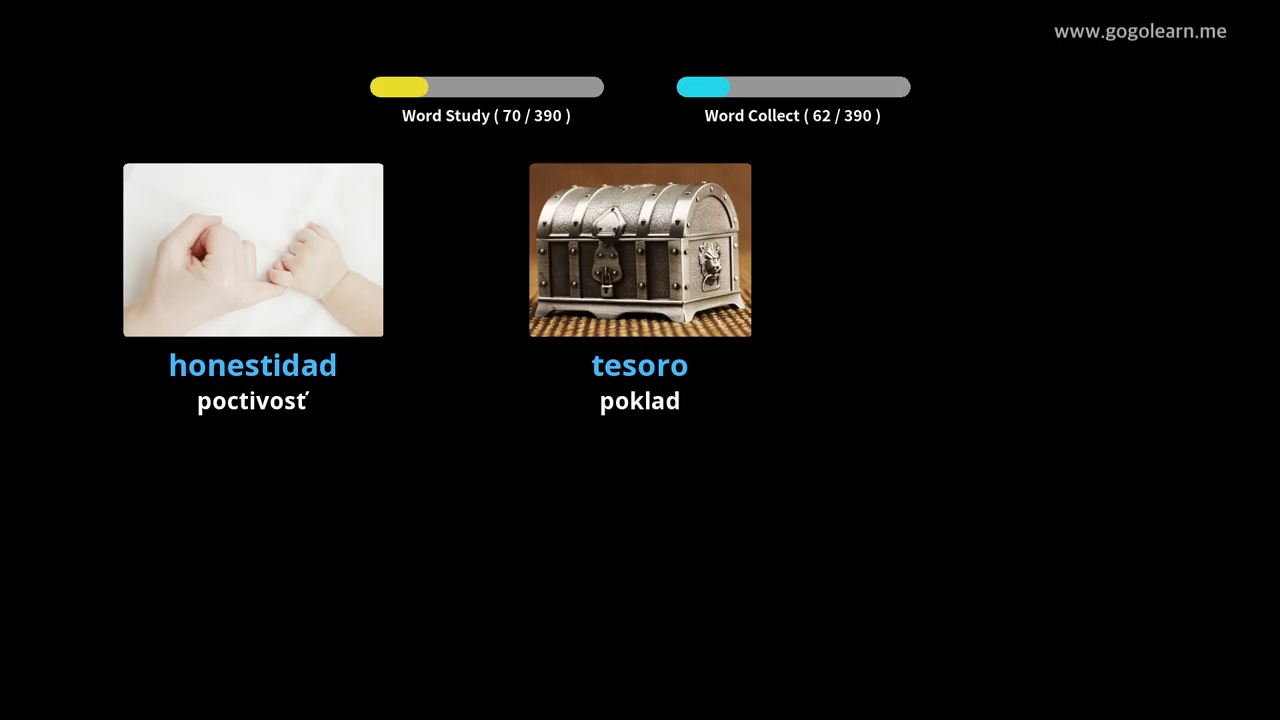 www.gogolearn.me
Word Study ( 70 / 390 )
Word Collect ( 62 / 390 )
honestidad
poctivosť
tesoro
poklad